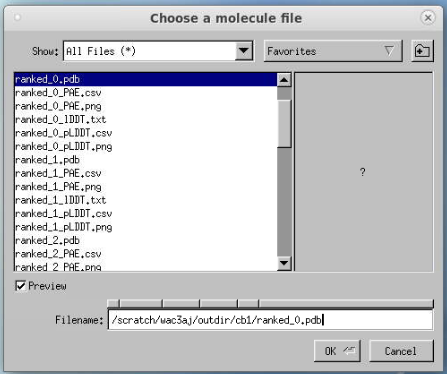 Choose a molecule file
Show: All Files (*) Favorites
ranked_0.pdb
ranked_0_PAE.csv
ranked_0_PAE.png
ranked_0_lDDT.txt
ranked_0_pLDDT.csv
ranked_0_pLDDT.png
ranked_1.pdb
ranked_1_PAE.csv
ranked_1_PAE.png
ranked_1_lDDT.txt
ranked_1_pLDDT.csv
ranked_1_pLDDT.png
ranked_2.pdb
ranked_2_PAE.csv
ranked_2_PAE.png
?
Preview
Filename: /scratch/wac3aj/outdir/cb1/ranked_0.pdb
OK Cancel